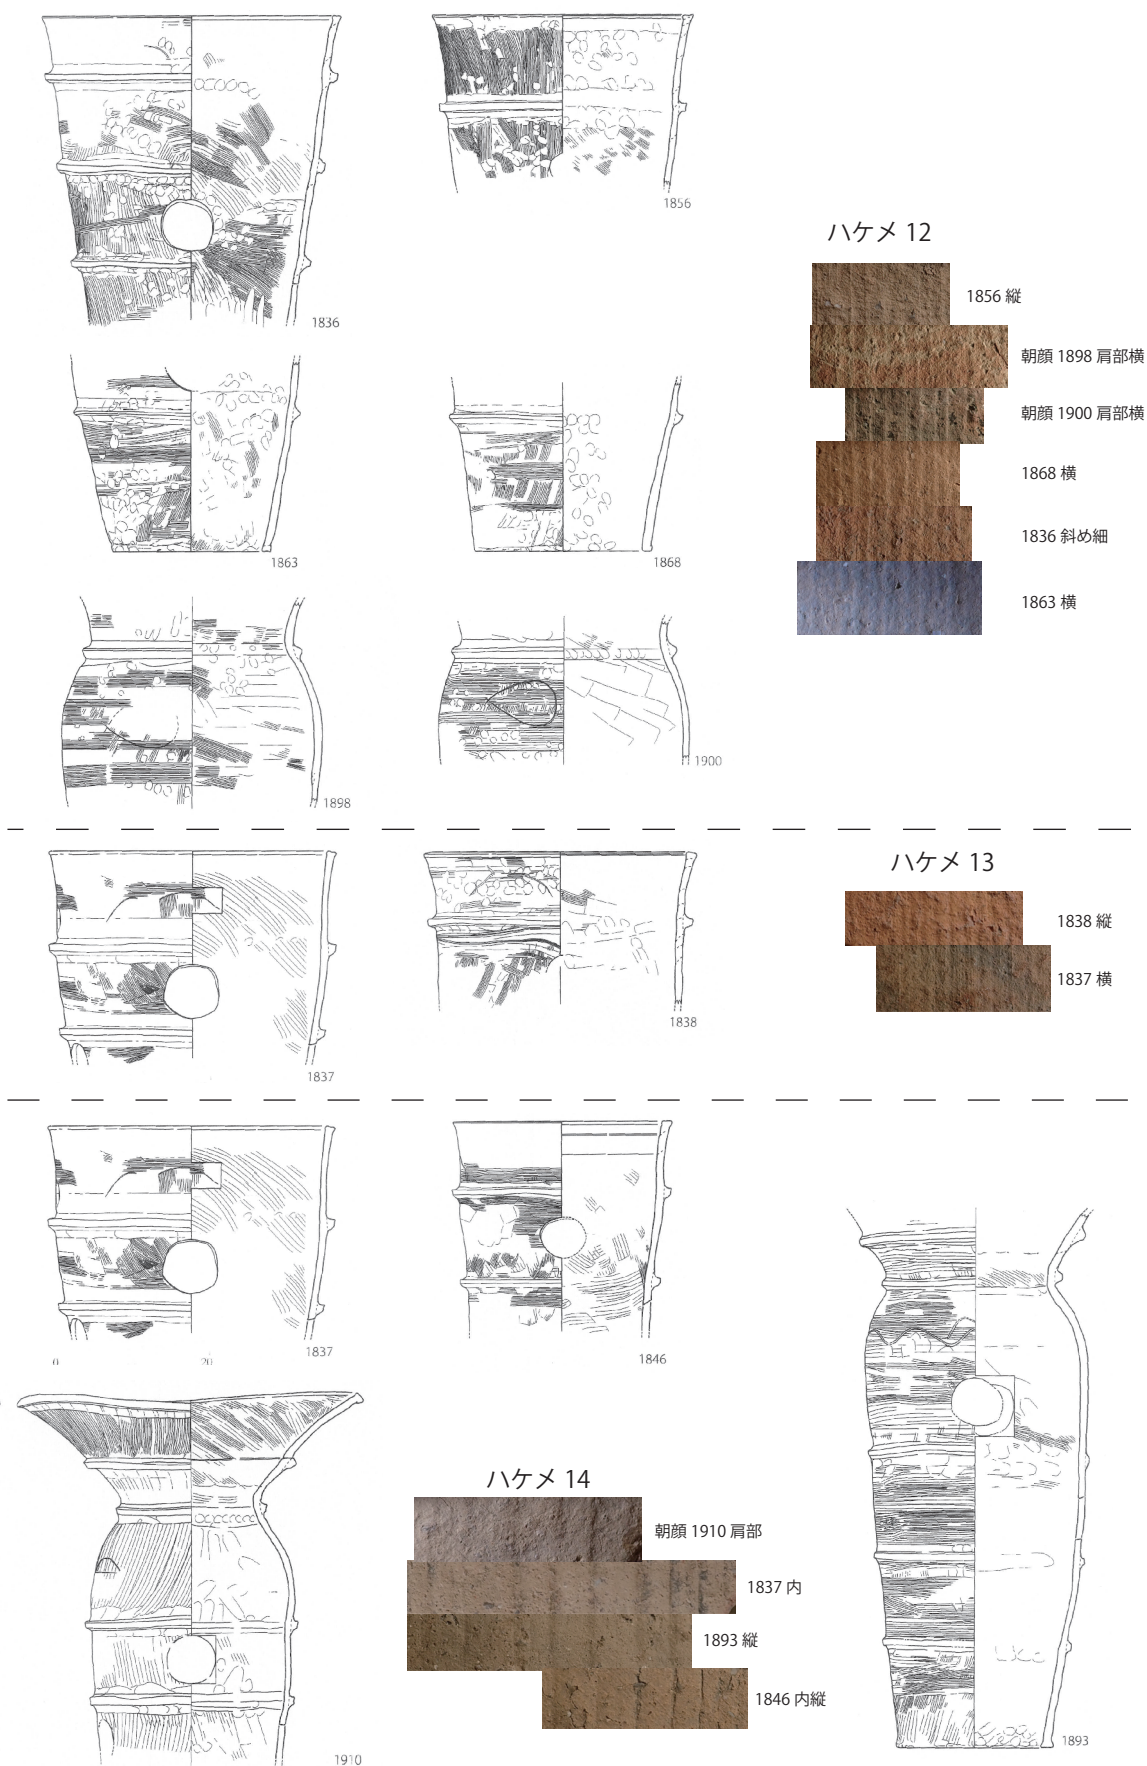 1836
1856
ハケメ 12
1856 縦
朝顔 1898 肩部横
朝顔 1900 肩部横
1868 横
1836 斜め細
1863 横
1863
1868
1898
1900
ハケメ 13
1838 縦
1837 横
1837
1838
1837
0 20
1846
ハケメ 14
朝顔 1910 肩部
1837 内
1893 縦
1846 内縦
1910
1893